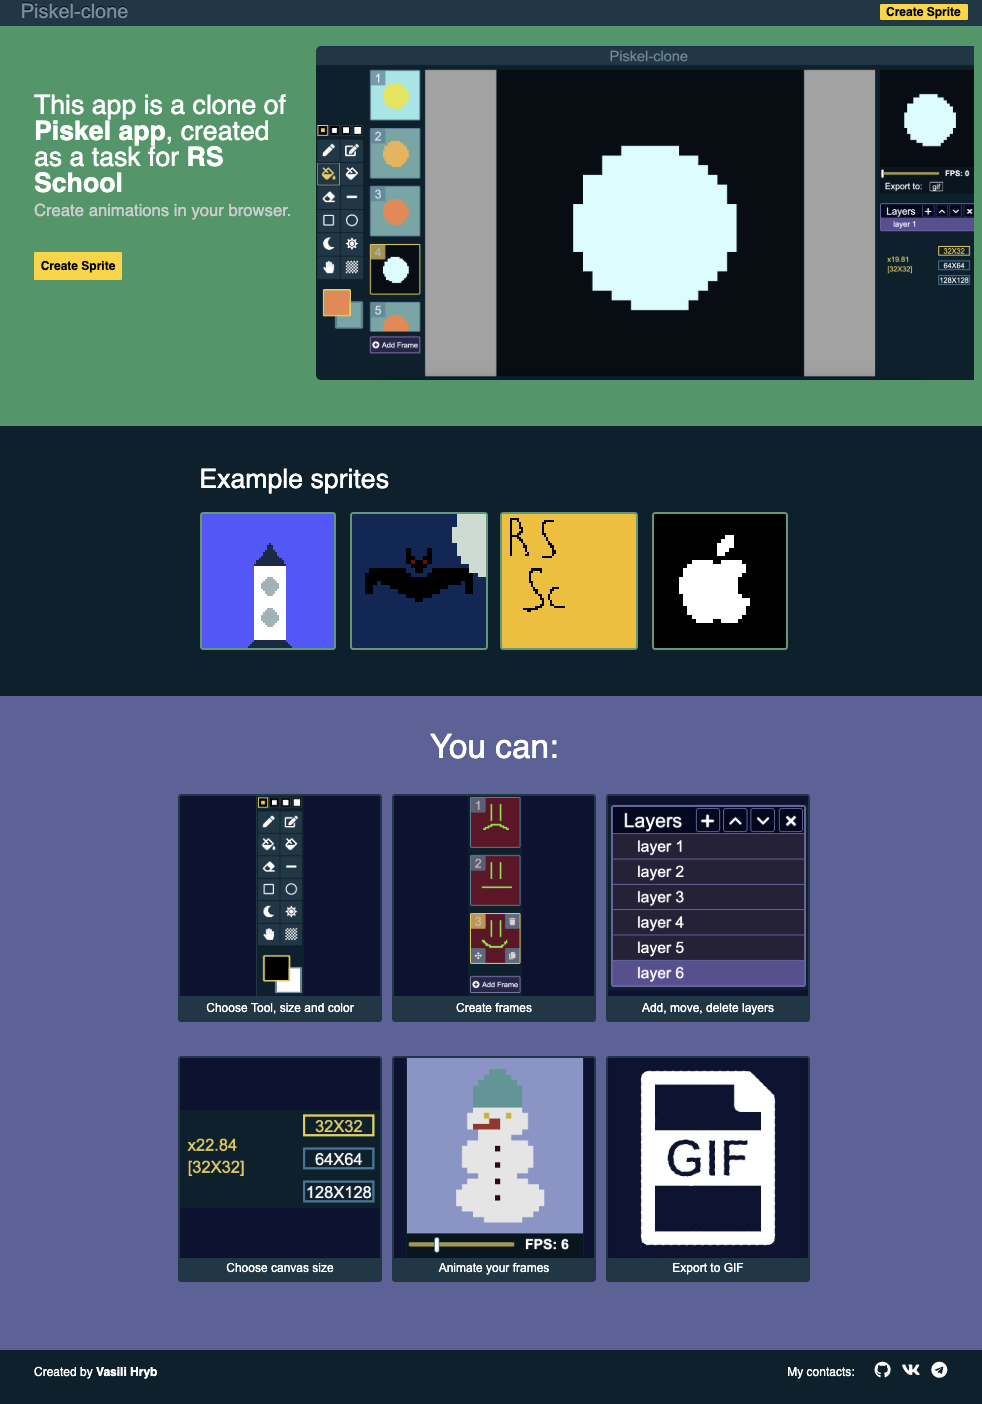 Piskel-clone
Create Sprite
This app is a clone of
Piskel app, created
as a task for RS
School
Create animations in your browser.
Create Sprite
Piskel-clone
1
2
3
4
5
Add Frame
FPS: 0
Export to: gif
Layers
layer 1
x19.81
[32X32]
32X32
64X64
128X128
Example sprites
R S
Sc
You can:
Choose Tool, size and color
1
2
3
Add Frame
Create frames
Layers
layer 1
layer 2
layer 3
layer 4
layer 5
layer 6
Add, move, delete layers
x22.84
[32X32]
32X32
64X64
128X128
Choose canvas size
FPS: 6
Animate your frames
GIF
Export to GIF
Created by Vasili Hryb
My contacts: